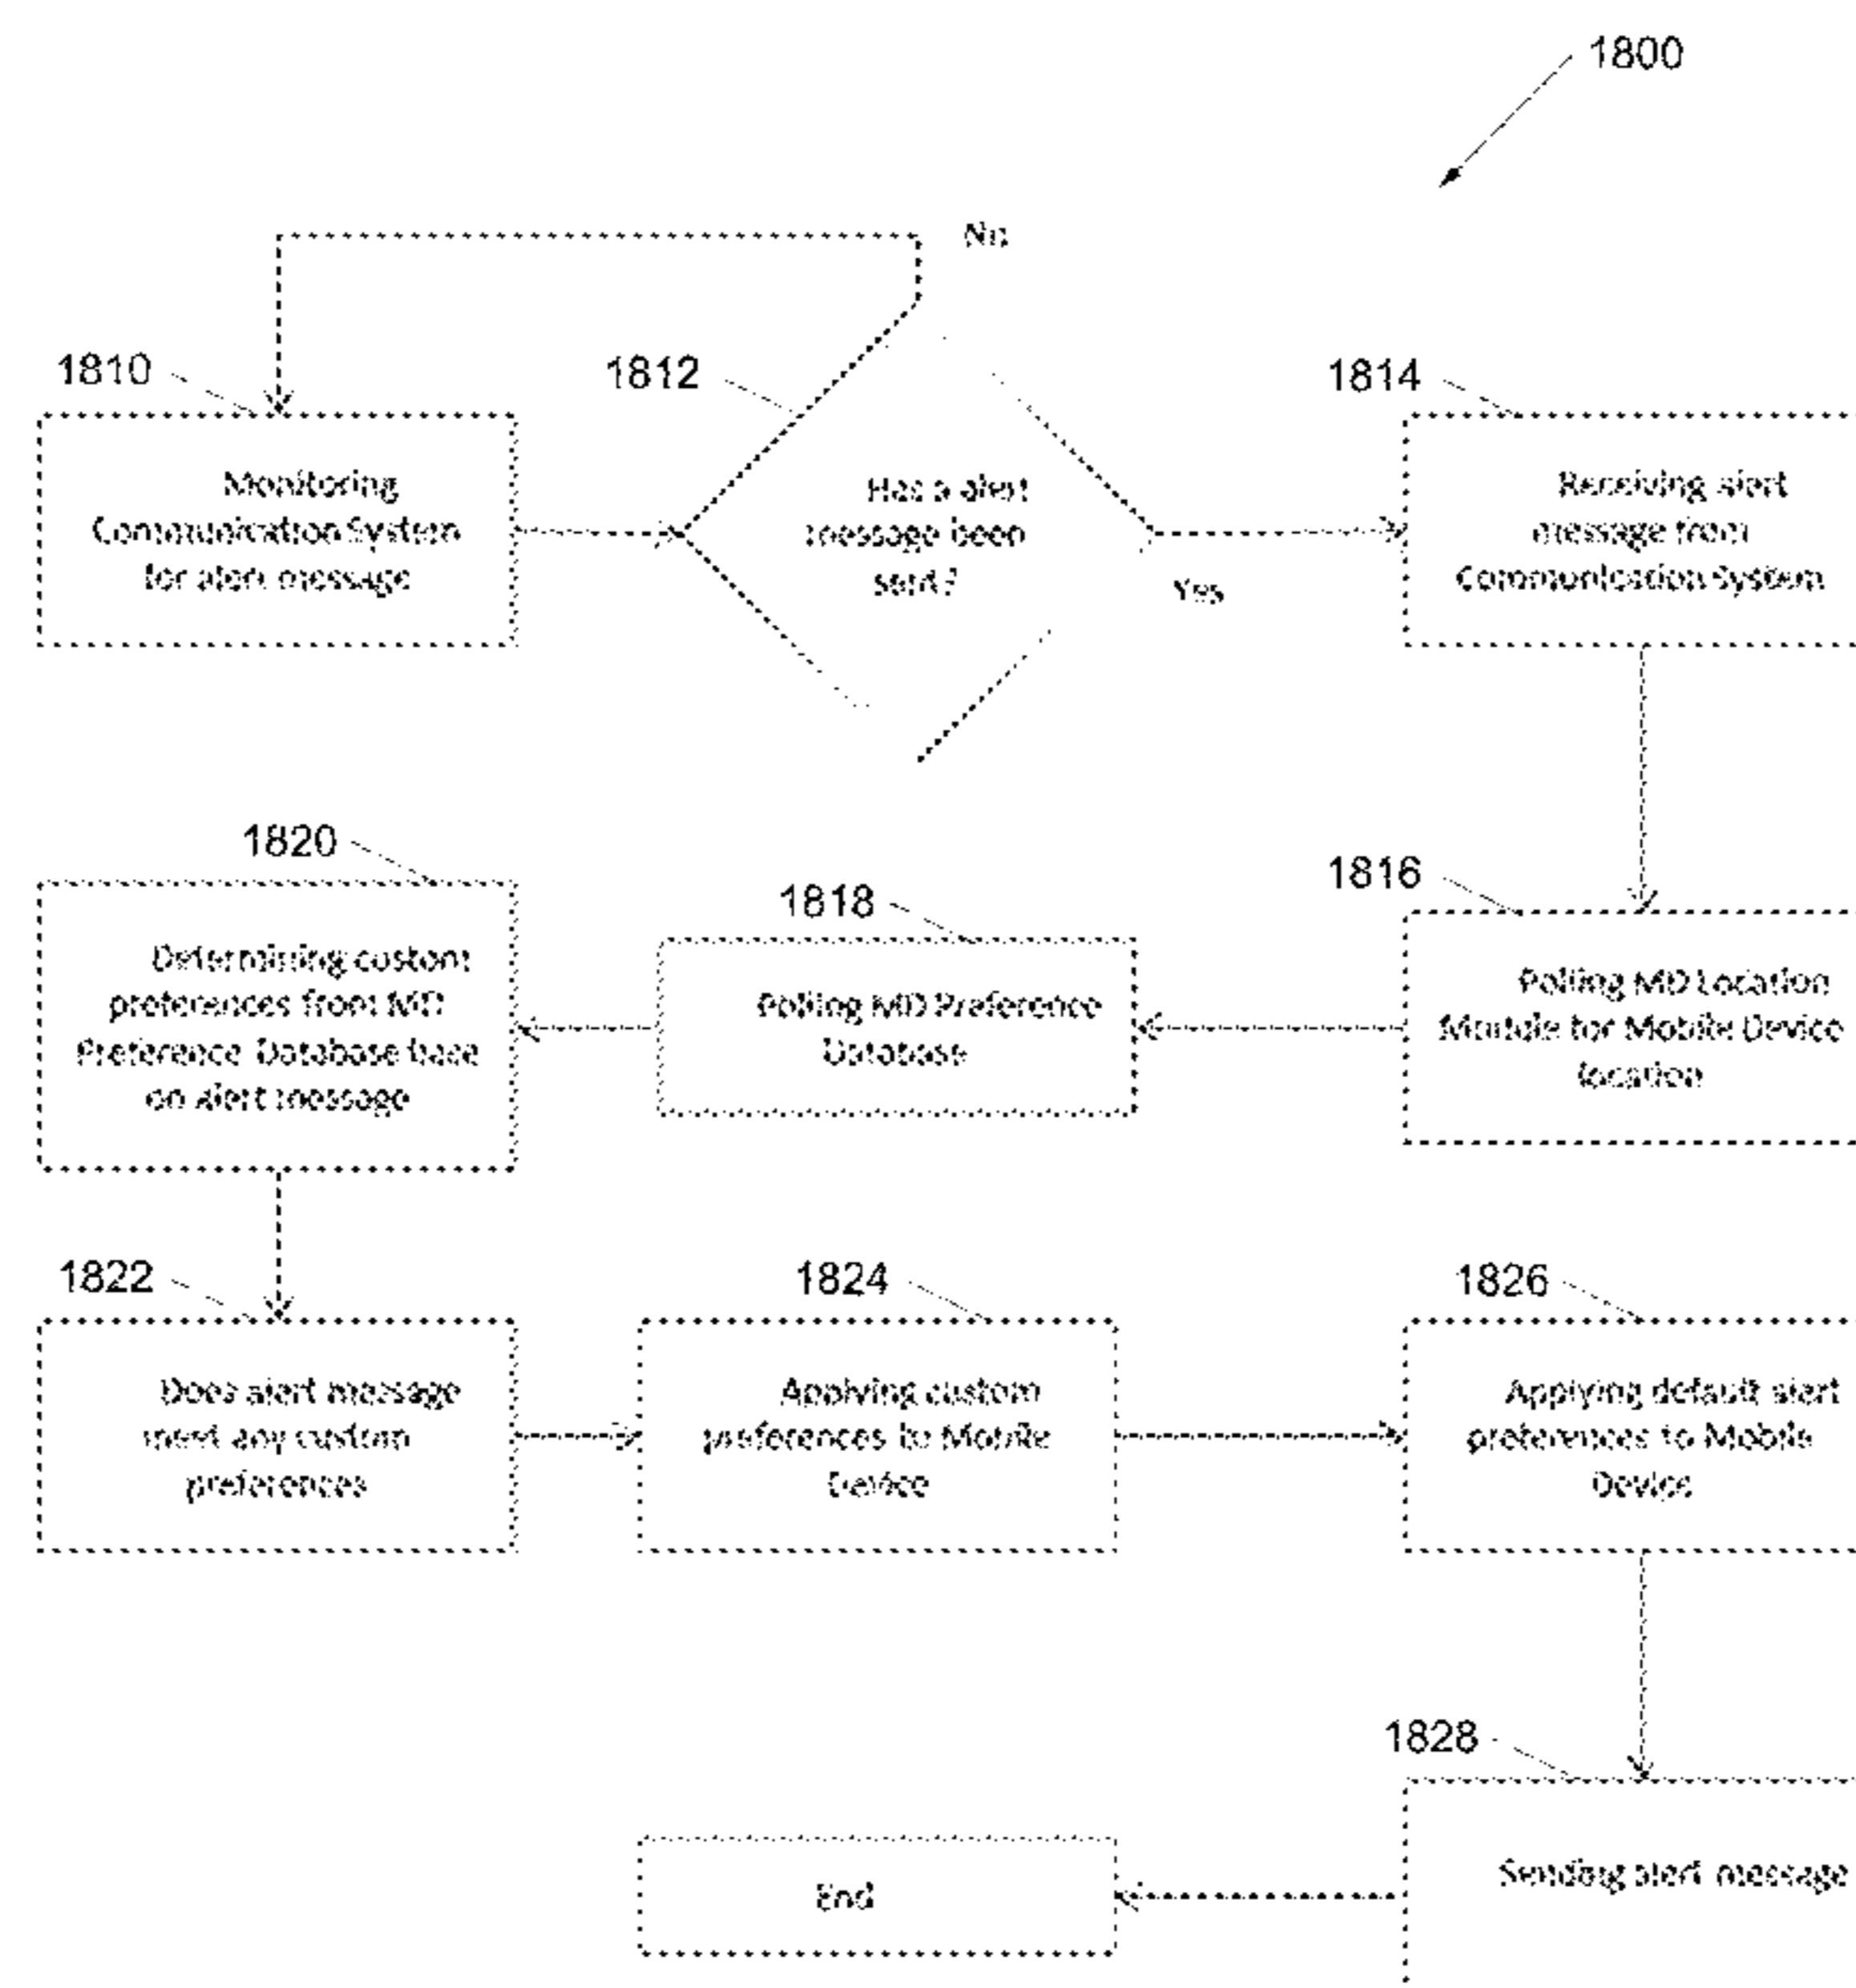 1800
No
1810
1812
1814
Monitoring
Communication System
for alert message
Has a alert
message been
sent?
Yes
Receiving alert
message from
Communication System
1820
1818
1816
Determining custom
preferences from MD
Preference Database base
on alert message
Polling MD Preference
Database
Polling MD Location
Module for Mobile Device
location
1822
1824
1826
Does alert message
meet any custom
preferences
Applying custom
preferences to Mobile
Device
Applying default alert
preferences to Mobile
Device
1828
Sending alert message
End